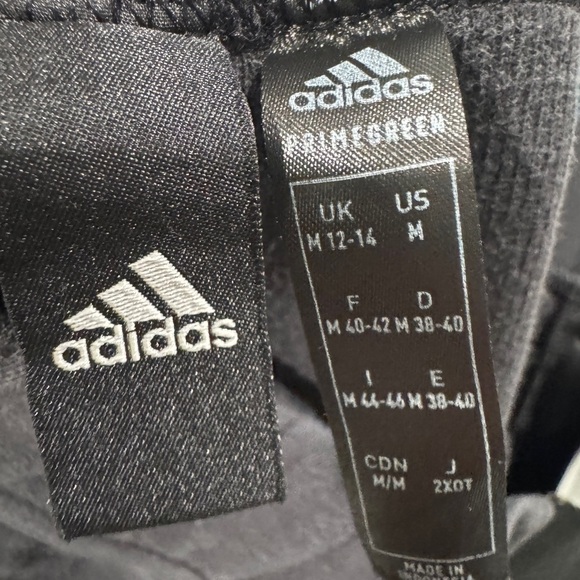 adidas
adidas
PRIMEGREEN
UK US
M 12-14 M
F D
M 40-42 M 38-40
I E
M 44-46 M 38-40
CDN J
M/M 2XOT
MADE IN
INDONESIA